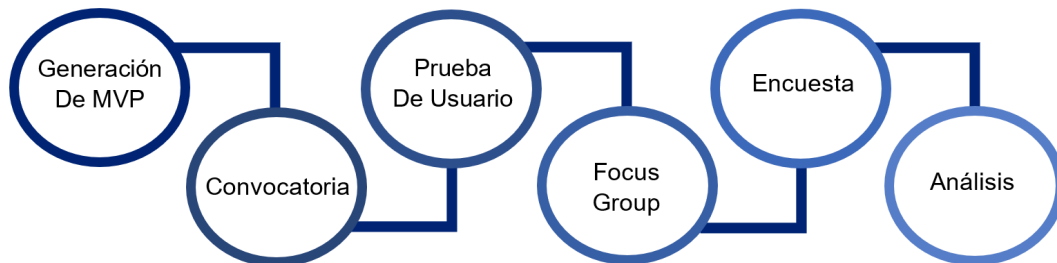 Generación
De MVP
Convocatoria
Prueba
De Usuario
Focus
Group
Encuesta
Análisis